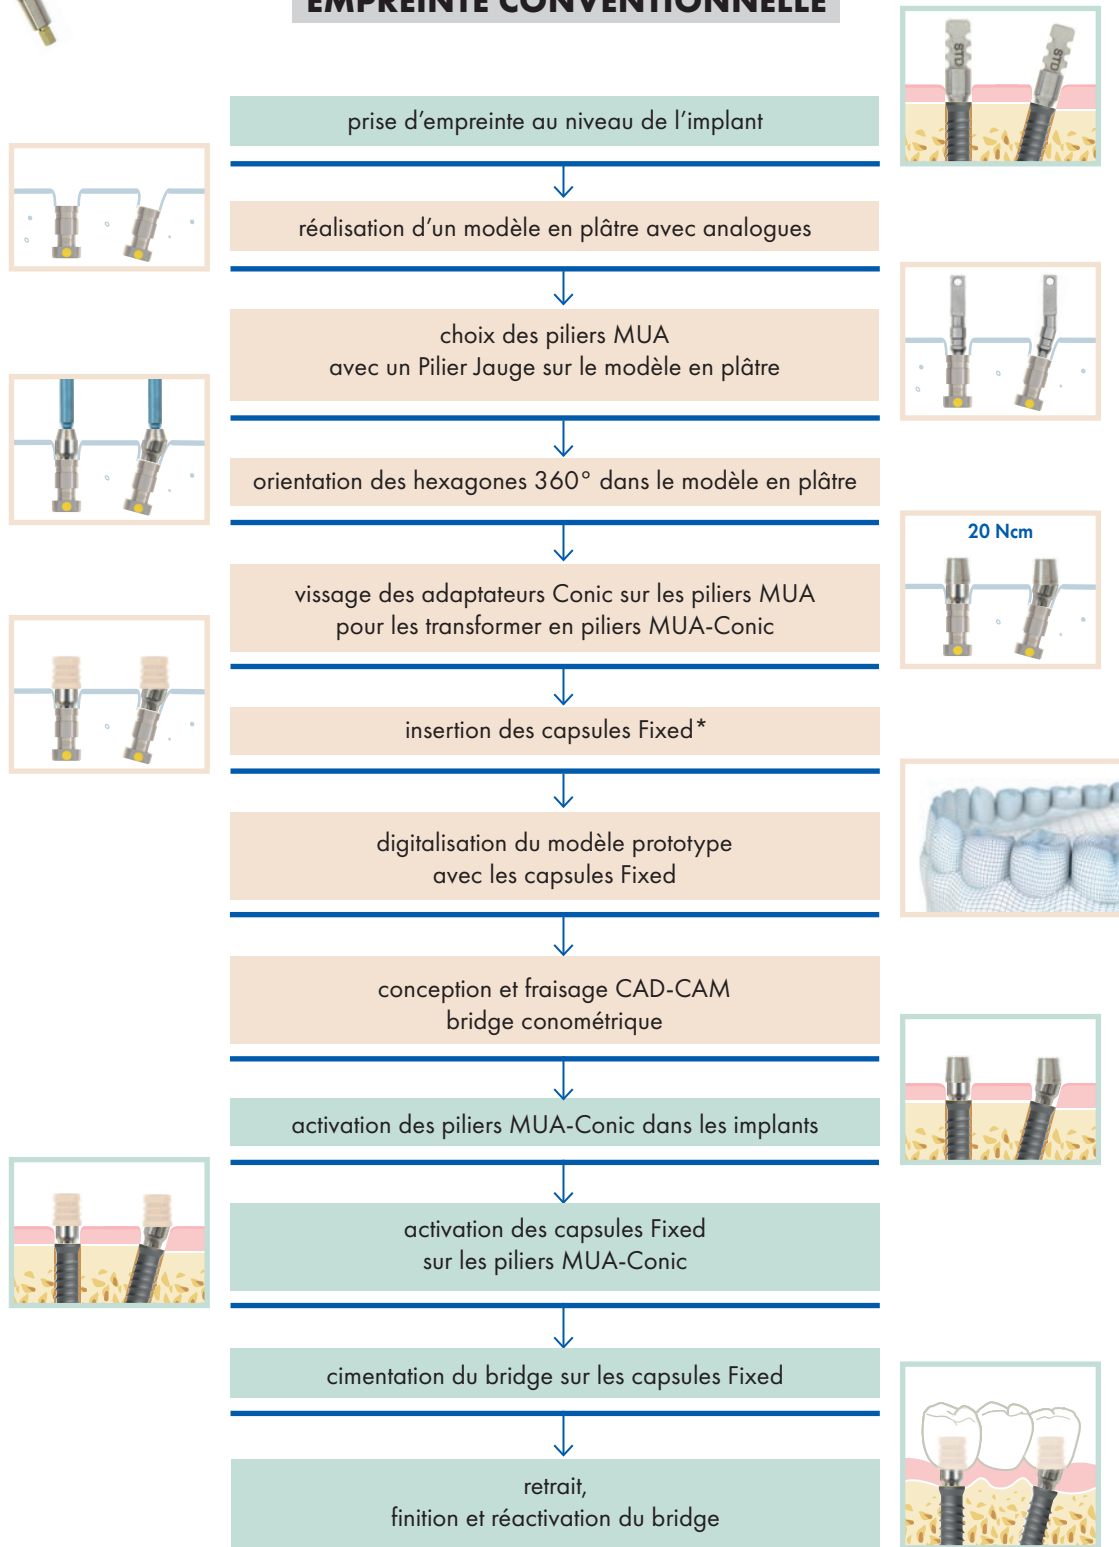 EMPREINTE CONVENTIONNELLE
STD
STD
prise d’empreinte au niveau de l’implant
réalisation d’un modèle en plâtre avec analogues
choix des piliers MUA
avec un Pilier Jauge sur le modèle en plâtre
orientation des hexagones 360° dans le modèle en plâtre
20 Ncm
vissage des adaptateurs Conic sur les piliers MUA
pour les transformer en piliers MUA-Conic
insertion des capsules Fixed*
digitalisation du modèle prototype
avec les capsules Fixed
conception et fraisage CAD-CAM
bridge conométrique
activation des piliers MUA-Conic dans les implants
activation des capsules Fixed
sur les piliers MUA-Conic
cimentation du bridge sur les capsules Fixed
retrait,
finition et réactivation du bridge